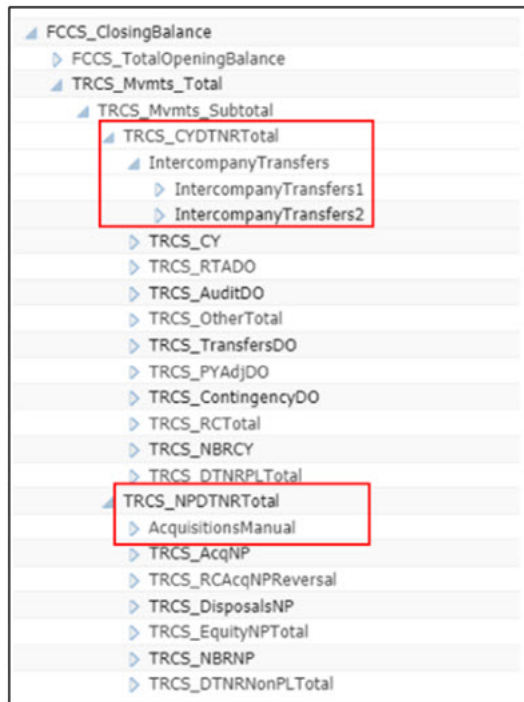 FCCS_ClosingBalance
FCCS_TotalOpeningBalance
TRCS_Mvmts_Total
TRCS_Mvmts_Subtotal
TRCS_CYDTNRTotal
IntercompanyTransfers
IntercompanyTransfers1
IntercompanyTransfers2
TRCS_CY
TRCS_RTADO
TRCS_AuditDO
TRCS_OtherTotal
TRCS_TransfersDO
TRCS_PYAdjDO
TRCS_ContingencyDO
TRCS_RCTotal
TRCS_NBRCY
TRCS_DTNRPLTotal
TRCS_NPDTNRTotal
AcquisitionsManual
TRCS_AcqNP
TRCS_RCAcqNPReversal
TRCS_DisposalsNP
TRCS_EquityNPTotal
TRCS_NBRNP
TRCS_DTNRNonPLTotal